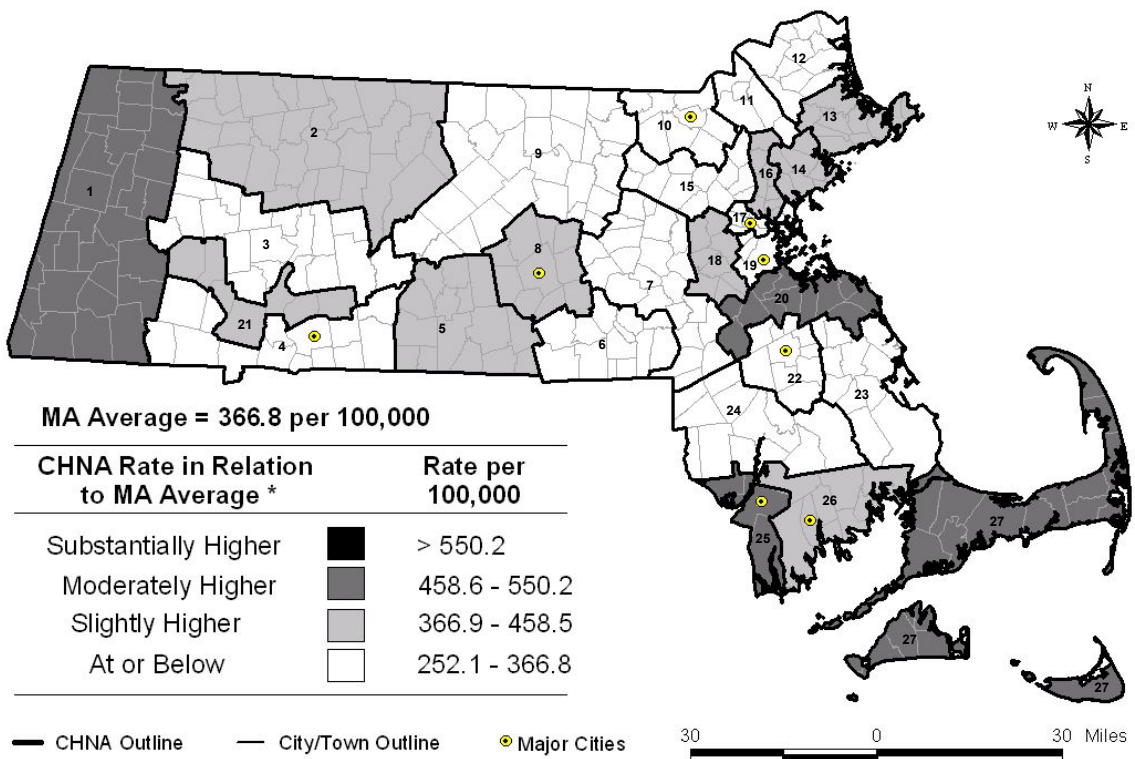 12
11
13
10
2
9
16
14
15
1
17
8
3
18
19
7
20
5
21
6
4
22
23
24
MA Average = 366.8 per 100,000
CHNA Rate in Relation
to MA Average *
Rate per
100,000
26
27
25
Substantially Higher
> 550.2
Moderately Higher
458.6 - 550.2
Slightly Higher
366.9 - 458.5
At or Below
252.1 - 366.8
27
27
CHNA Outline
City/Town Outline
Major Cities
30 0 30 Miles
N
W E
S